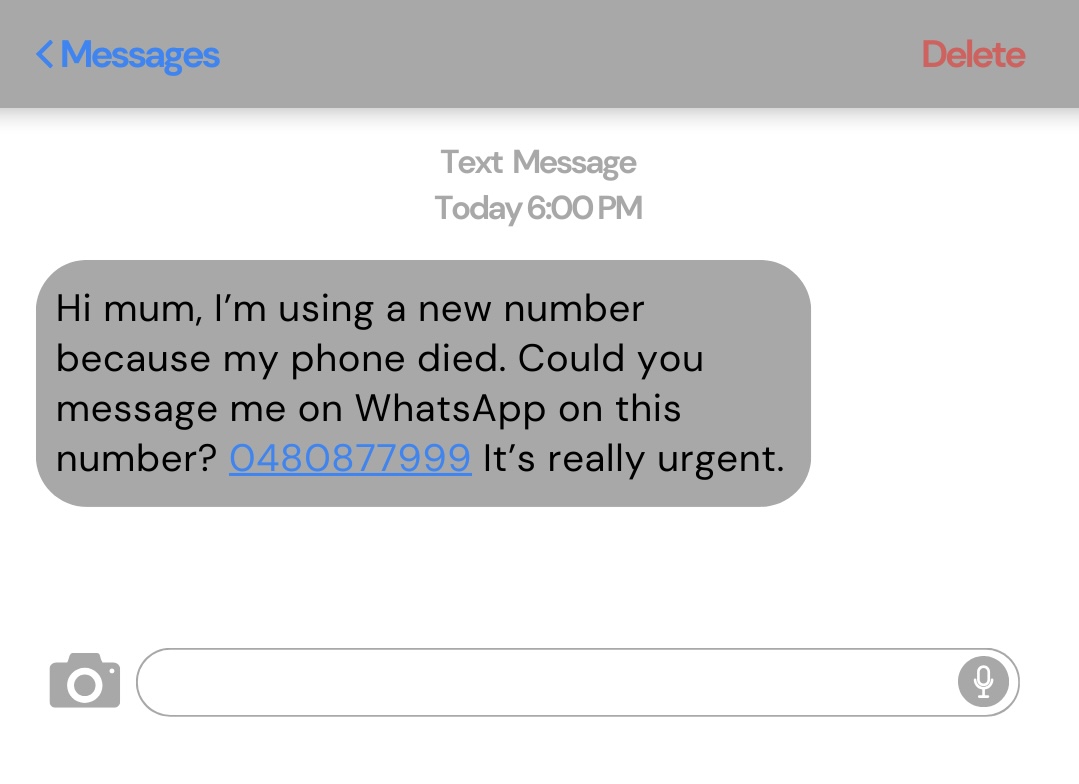 Messages
Delete
Text Message
Today 6:00 PM
Hi mum, I’m using a new number
because my phone died. Could you
message me on WhatsApp on this
number? 0480877999 It’s really urgent.